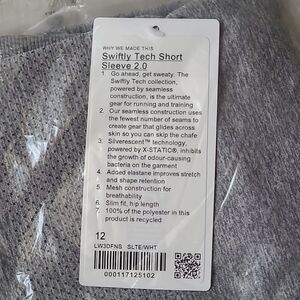 WHY WE MADE THIS
Swiftly Tech Short
Sleeve 2.0
1. Go ahead, get sweaty. The
Swiftly Tech collection,
powered by seamless
construction, is the ultimate
gear for running and training
2. Our seamless construction uses
the fewest number of seams to
create gear that glides across
skin so you can skip the chafe
3. Silverescent™ technology,
powered by X-STATIC®, inhibits
the growth of odour-causing
bacteria on the garment
4. Added elastane improves stretch
and shape retention
5. Mesh construction for
breathability
6. Slim fit, hip length
7. 100% of the polyester in this
product is recycled
12
LW3DFNS SLTE/WHT
000117125102